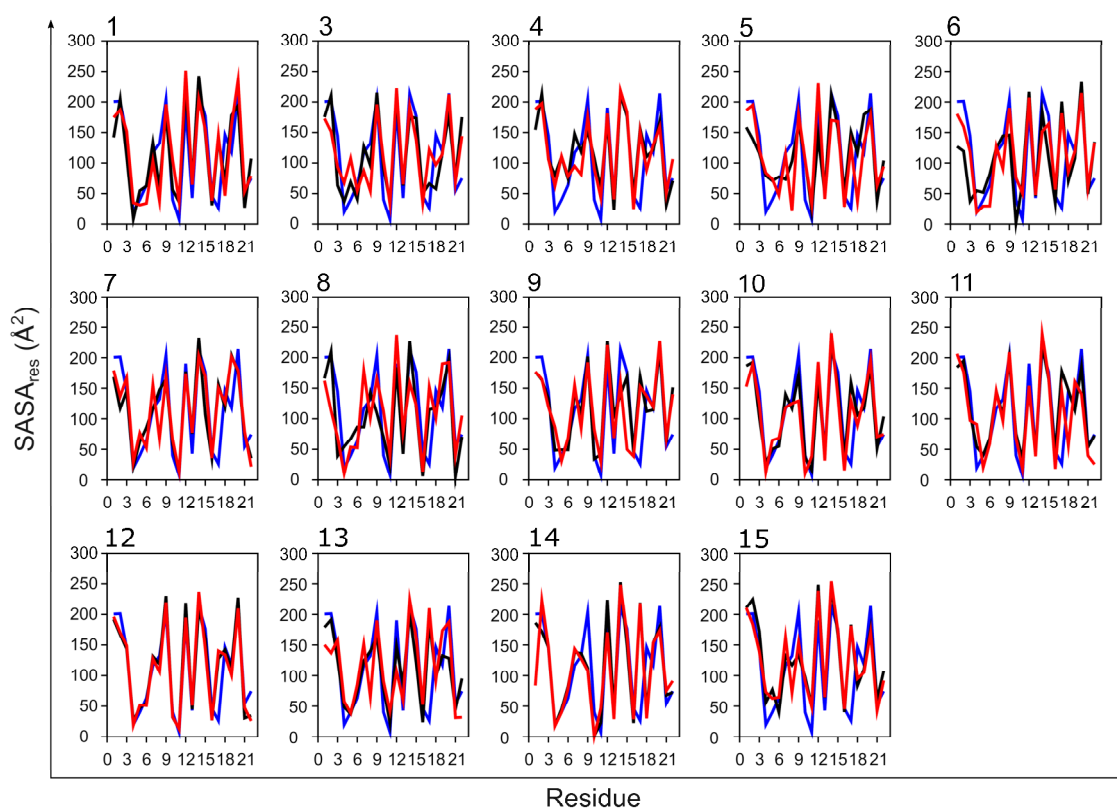 1 3 4 5 6
300 300 300 300 300
250 250 250 250 250
200 200 200 200 200
150 150 150 150 150
100 100 100 100 100
50 50 50 50 50
0 0 0 0 0
0 3 6 9 12 15 18 21 0 3 6 9 12 15 18 21 0 3 6 9 12 15 18 21 0 3 6 9 12 15 18 21 0 3 6 9 12 15 18 21
7 8 9 10 11
300 300 300 300 300
250 250 250 250 250
200 200 200 200 200
150 150 150 150 150
100 100 100 100 100
50 50 50 50 50
0 0 0 0 0
0 3 6 9 12 15 18 21 0 3 6 9 12 15 18 21 0 3 6 9 12 15 18 21 0 3 6 9 12 15 18 21 0 3 6 9 12 15 18 21
SASAres (Å²)
12 13 14 15
300 300 300 300
250 250 250 250
200 200 200 200
150 150 150 150
100 100 100 100
50 50 50 50
0 0 0 0
0 3 6 9 12 15 18 21 0 3 6 9 12 15 18 21 0 3 6 9 12 15 18 21 0 3 6 9 12 15 18 21
Residue